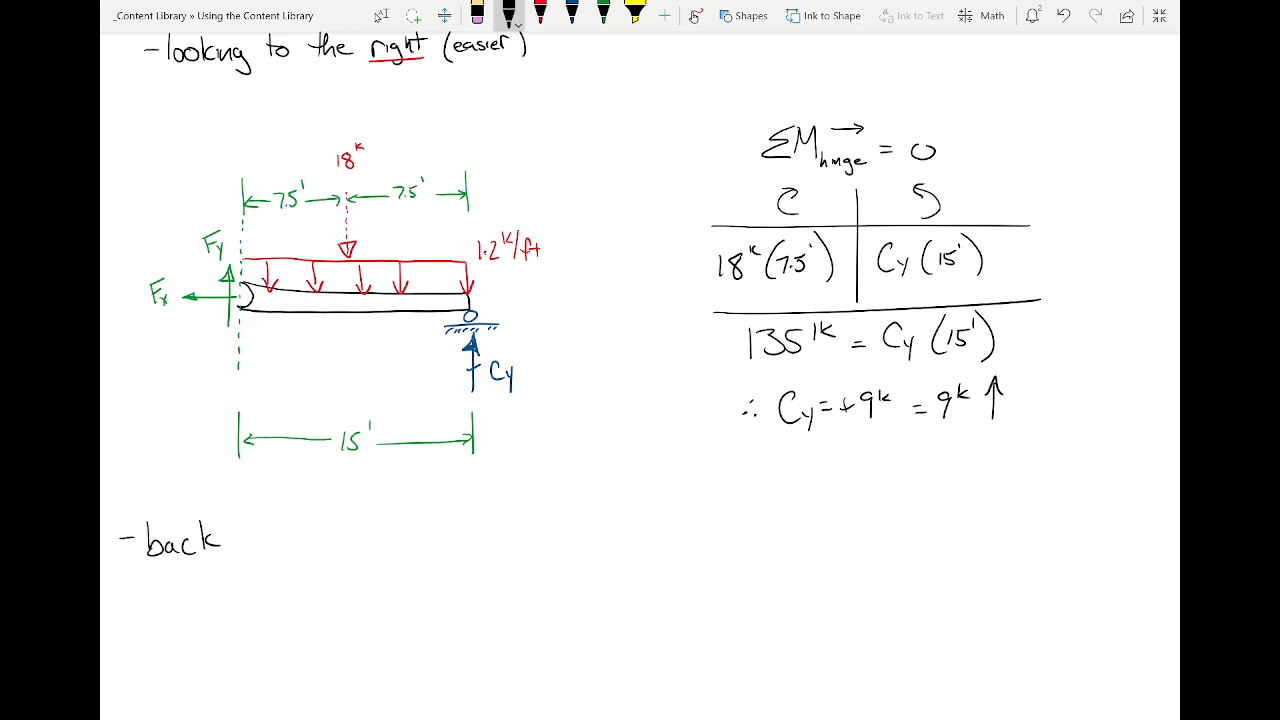 _Content Library » Using the Content Library
Shapes
Ink to Shape
Ink to Text
Math
2
- looking to the right (easier)
18ᵏ
7.5' 7.5'
Fy
1.2ᵏ/ft
Fx
Cy
15'
ΣM→hinge = 0
18ᵏ(7.5') Cy(15')
135'ᵏ = Cy(15')
∴ Cy = +9ᵏ = 9ᵏ ↑
- back